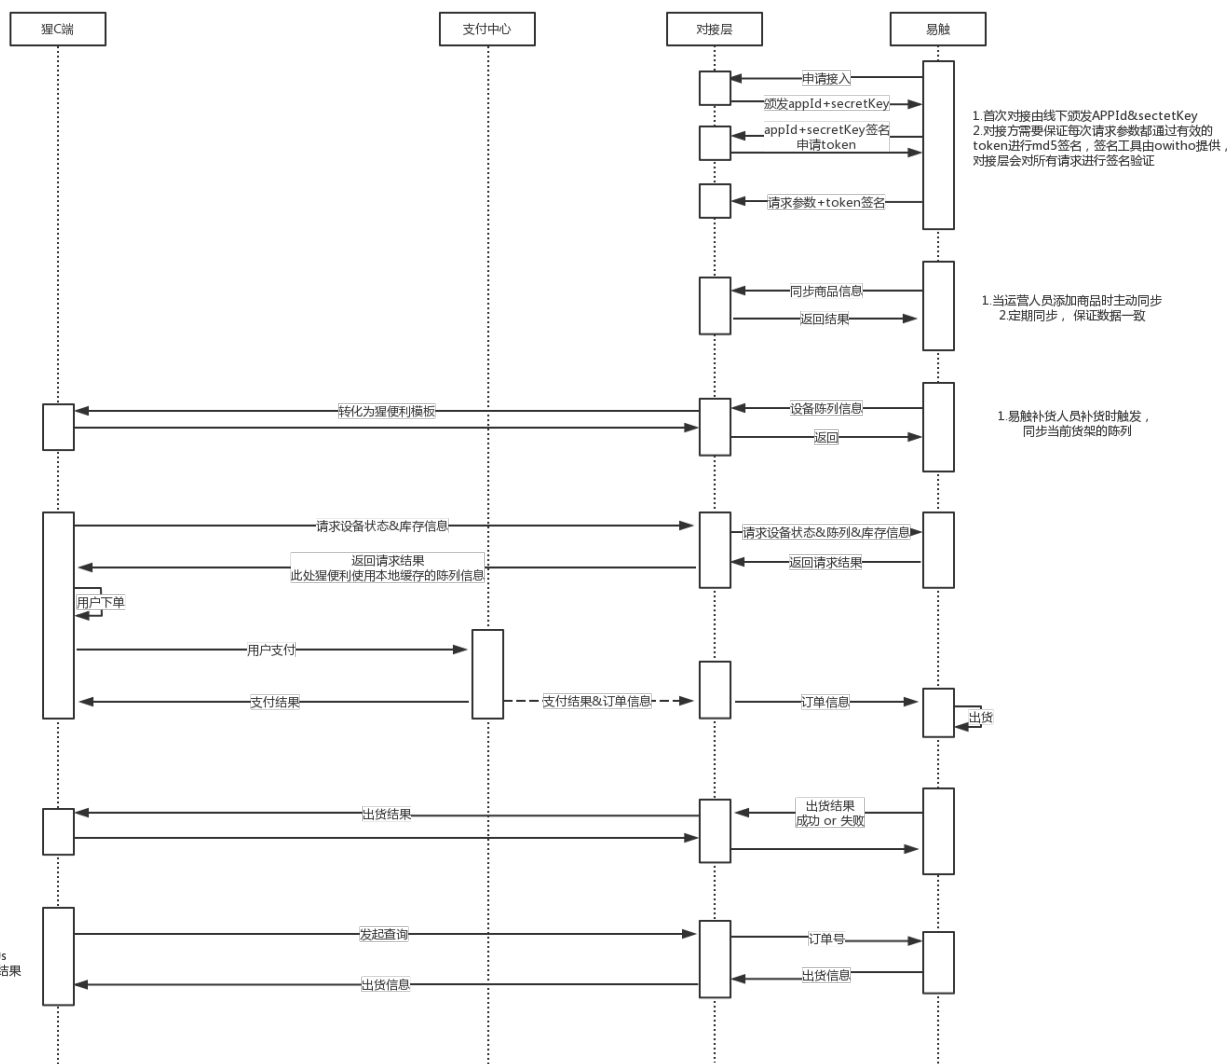 猩C端
支付中心
对接层
易触
申请接入
颁发appId+secretKey
appId+secretKey签名
申请token
请求参数+token签名
1.首次对接由线下颁发APPId&sectetKey
2.对接方需要保证每次请求参数都通过有效的
token进行md5签名，签名工具由owitho提供，
对接层会对所有请求进行签名验证
同步商品信息
返回结果
1.当运营人员添加商品时主动同步
2.定期同步，保证数据一致
转化为猩便利模板
设备陈列信息
返回
1.易触补货人员补货时触发，
同步当前货架的陈列
请求设备状态&库存信息
请求设备状态&陈列&库存信息
返回请求结果
此处猩便利使用本地缓存的陈列信息
返回请求结果
用户下单
用户支付
支付结果
支付结果&订单信息
订单信息
出货
出货结果
出货结果
成功 or 失败
发起查询
订单号
出货信息
出货信息
结果